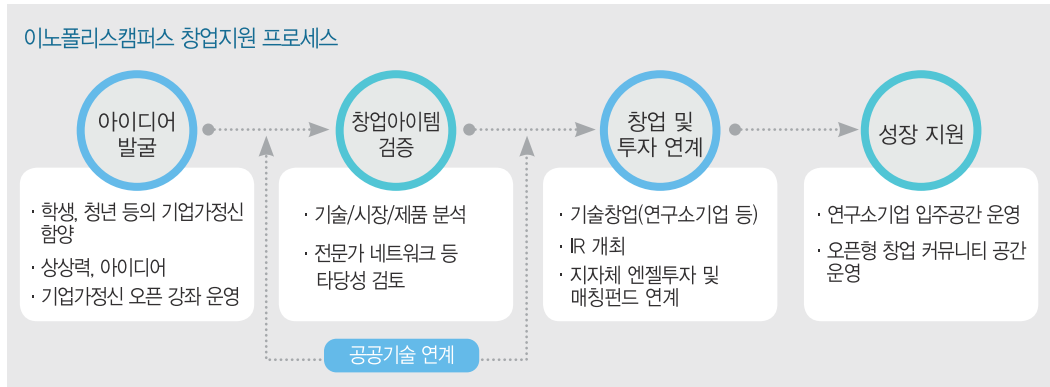 이노폴리스캠퍼스 창업지원 프로세스
아이디어
발굴
· 학생, 청년 등의 기업가정신
함양
· 상상력, 아이디어
· 기업가정신 오픈 강좌 운영
창업아이템
검증
· 기술/시장/제품 분석
· 전문가 네트워크 등
타당성 검토
창업 및
투자 연계
· 기술창업(연구소기업 등)
· IR 개최
· 지자체 엔젤투자 및
매칭펀드 연계
성장 지원
· 연구소기업 입주공간 운영
· 오픈형 창업 커뮤니티 공간
운영
공공기술 연계